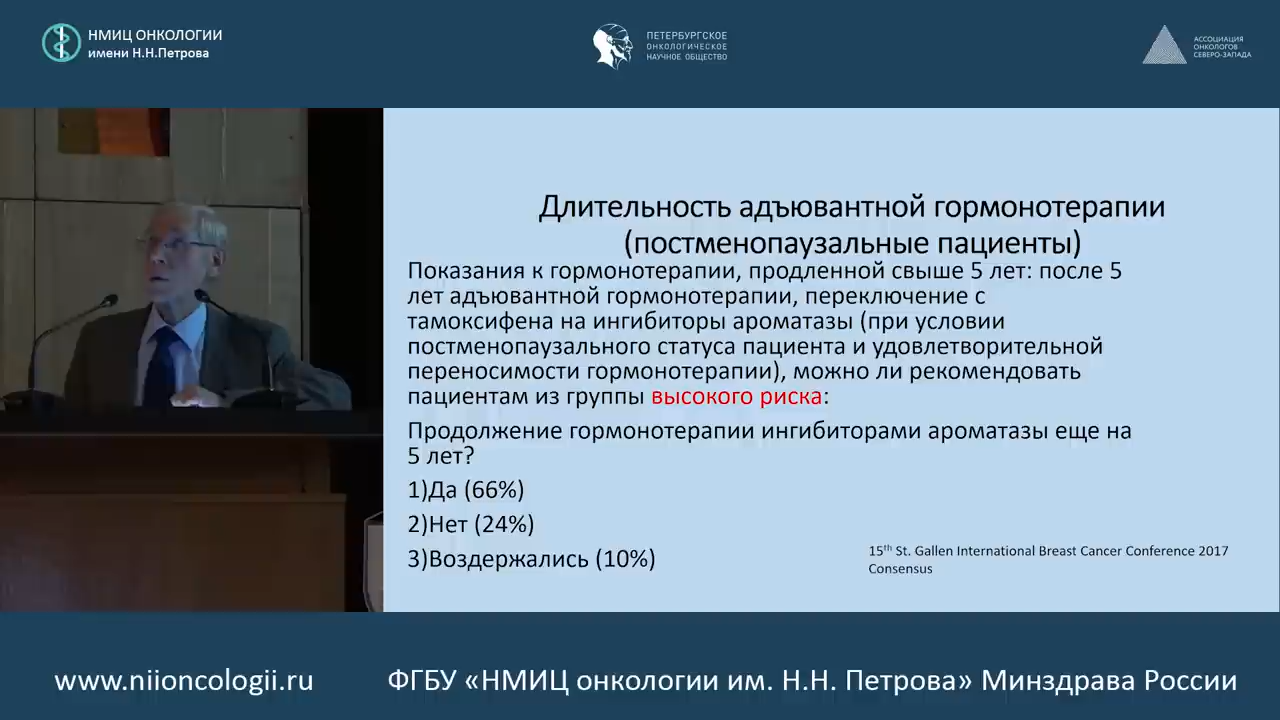 НМИЦ ОНКОЛОГИИ
имени Н.Н.Петрова
ПЕТЕРБУРГСКОЕ
ОНКОЛОГИЧЕСКОЕ
НАУЧНОЕ ОБЩЕСТВО
АССОЦИАЦИЯ
ОНКОЛОГОВ
СЕВЕРО-ЗАПАДА
Длительность адъювантной гормонотерапии
(постменопаузальные пациенты)
Показания к гормонотерапии, продленной свыше 5 лет: после 5
лет адъювантной гормонотерапии, переключение с
тамоксифена на ингибиторы ароматазы (при условии
постменопаузального статуса пациента и удовлетворительной
переносимости гормонотерапии), можно ли рекомендовать
пациентам из группы высокого риска:
Продолжение гормонотерапии ингибиторами ароматазы еще на
5 лет?
1)Да (66%)
2)Нет (24%)
3)Воздержались (10%)
15th St. Gallen International Breast Cancer Conference 2017
Consensus
www.niioncologii.ru
ФГБУ «НМИЦ онкологии им. Н.Н. Петрова» Минздрава России